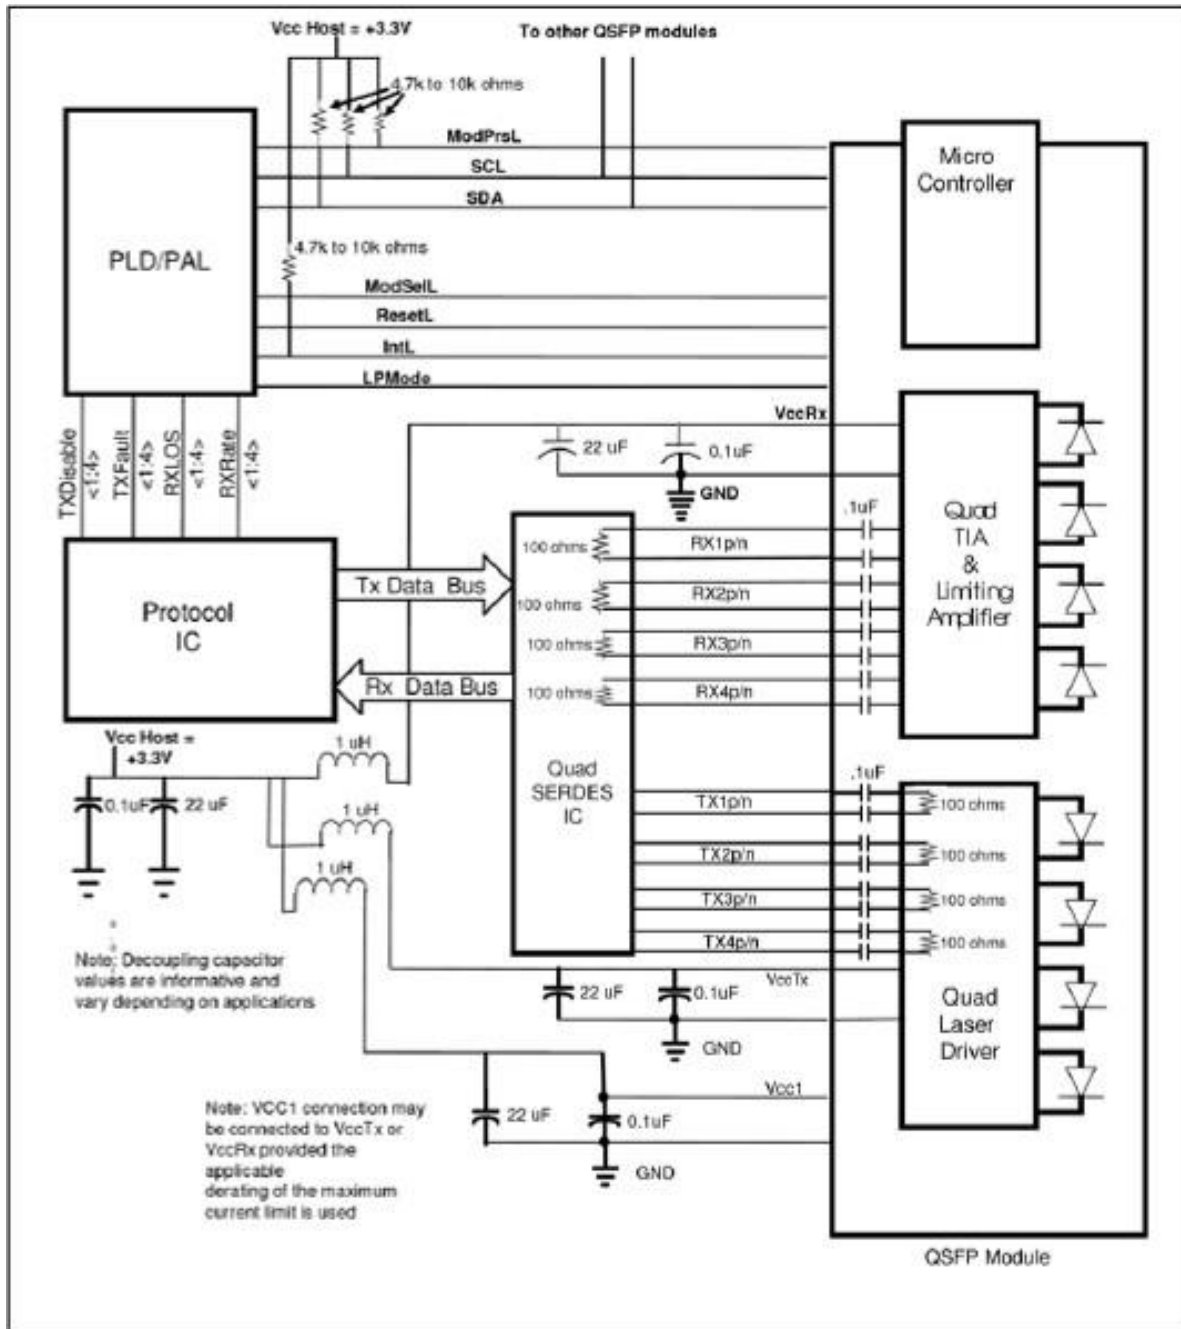 Vcc Host = +3.3V
To other QSFP modules
4.7k to 10k ohms
ModPrsL
SCL
SDA
Micro
Controller
PLD/PAL
4.7k to 10k ohms
ModSelL
ResetL
IntL
LPMode
TXDisable
<1:4>
TXFault
<1:4>
RXLOS
<1:4>
RXRate
<1:4>
VccRx
22 uF
0.1uF
GND
Quad
TIA
&
Limiting
Amplifier
.1uF
100 ohms
RX1p/n
100 ohms
RX2p/n
100 ohms
RX3p/n
100 ohms
RX4p/n
Tx Data Bus
Protocol
IC
Rx Data Bus
Vcc Host =
+3.3V
0.1uF
22 uF
1 uH
1 uH
1 uH
Quad
SERDES
IC
.1uF
TX1p/n
100 ohms
TX2p/n
100 ohms
TX3p/n
100 ohms
TX4p/n
100 ohms
Note: Decoupling capacitor
values are informative and
vary depending on applications
VccTx
22 uF
0.1uF
GND
Quad
Laser
Driver
Vcc1
22 uF
0.1uF
GND
Note: VCC1 connection may
be connected to VccTx or
VccRx provided the
applicable
derating of the maximum
current limit is used
QSFP Module